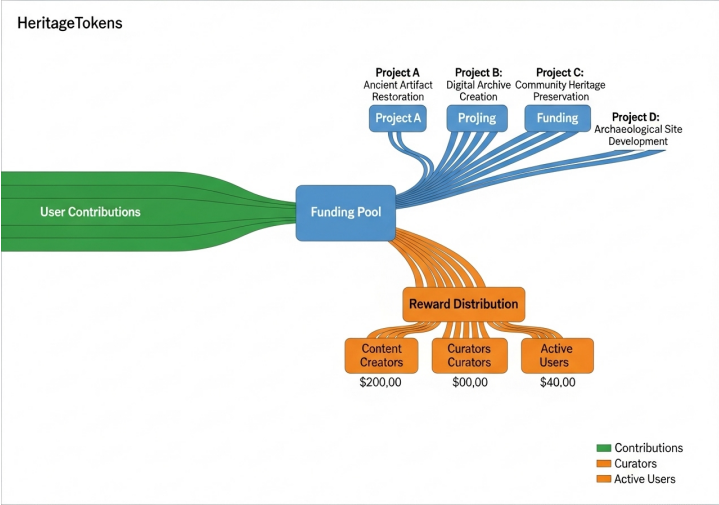 HeritageTokens
Project A
Ancient Artifact
Restoration
Project A
Project B:
Digital Archive
Creation
ProJing
Project C:
Community Heritage
Preservation
Funding
Project D:
Archaeological Site
Development
User Contributions
Funding Pool
Reward Distribution
Content
Creators
$200,00
Curators
Curators
$00,00
Active
Users
$40,00
Contributions
Curators
Active Users